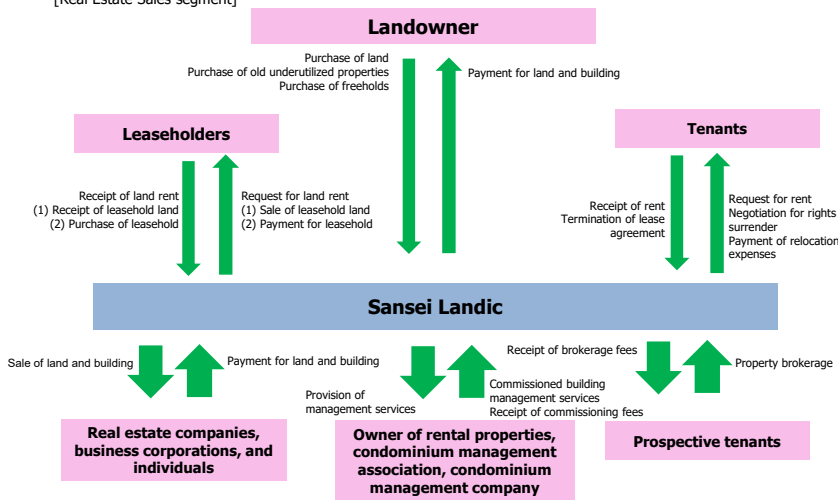 [Real Estate Sales segment]
Landowner
Purchase of land
Purchase of old underutilized properties
Purchase of freeholds
Payment for land and building
Leaseholders
Tenants
Receipt of land rent
(1) Receipt of leasehold land
(2) Purchase of leasehold
Request for land rent
(1) Sale of leasehold land
(2) Payment for leasehold
Receipt of rent
Termination of lease
agreement
Request for rent
Negotiation for rights
surrender
Payment of relocation
expenses
Sansei Landic
Sale of land and building
Payment for land and building
Provision of
management services
Commissioned building
management services
Receipt of commissioning fees
Receipt of brokerage fees
Property brokerage
Real estate companies,
business corporations, and
individuals
Owner of rental properties,
condominium management
association, condominium
management company
Prospective tenants